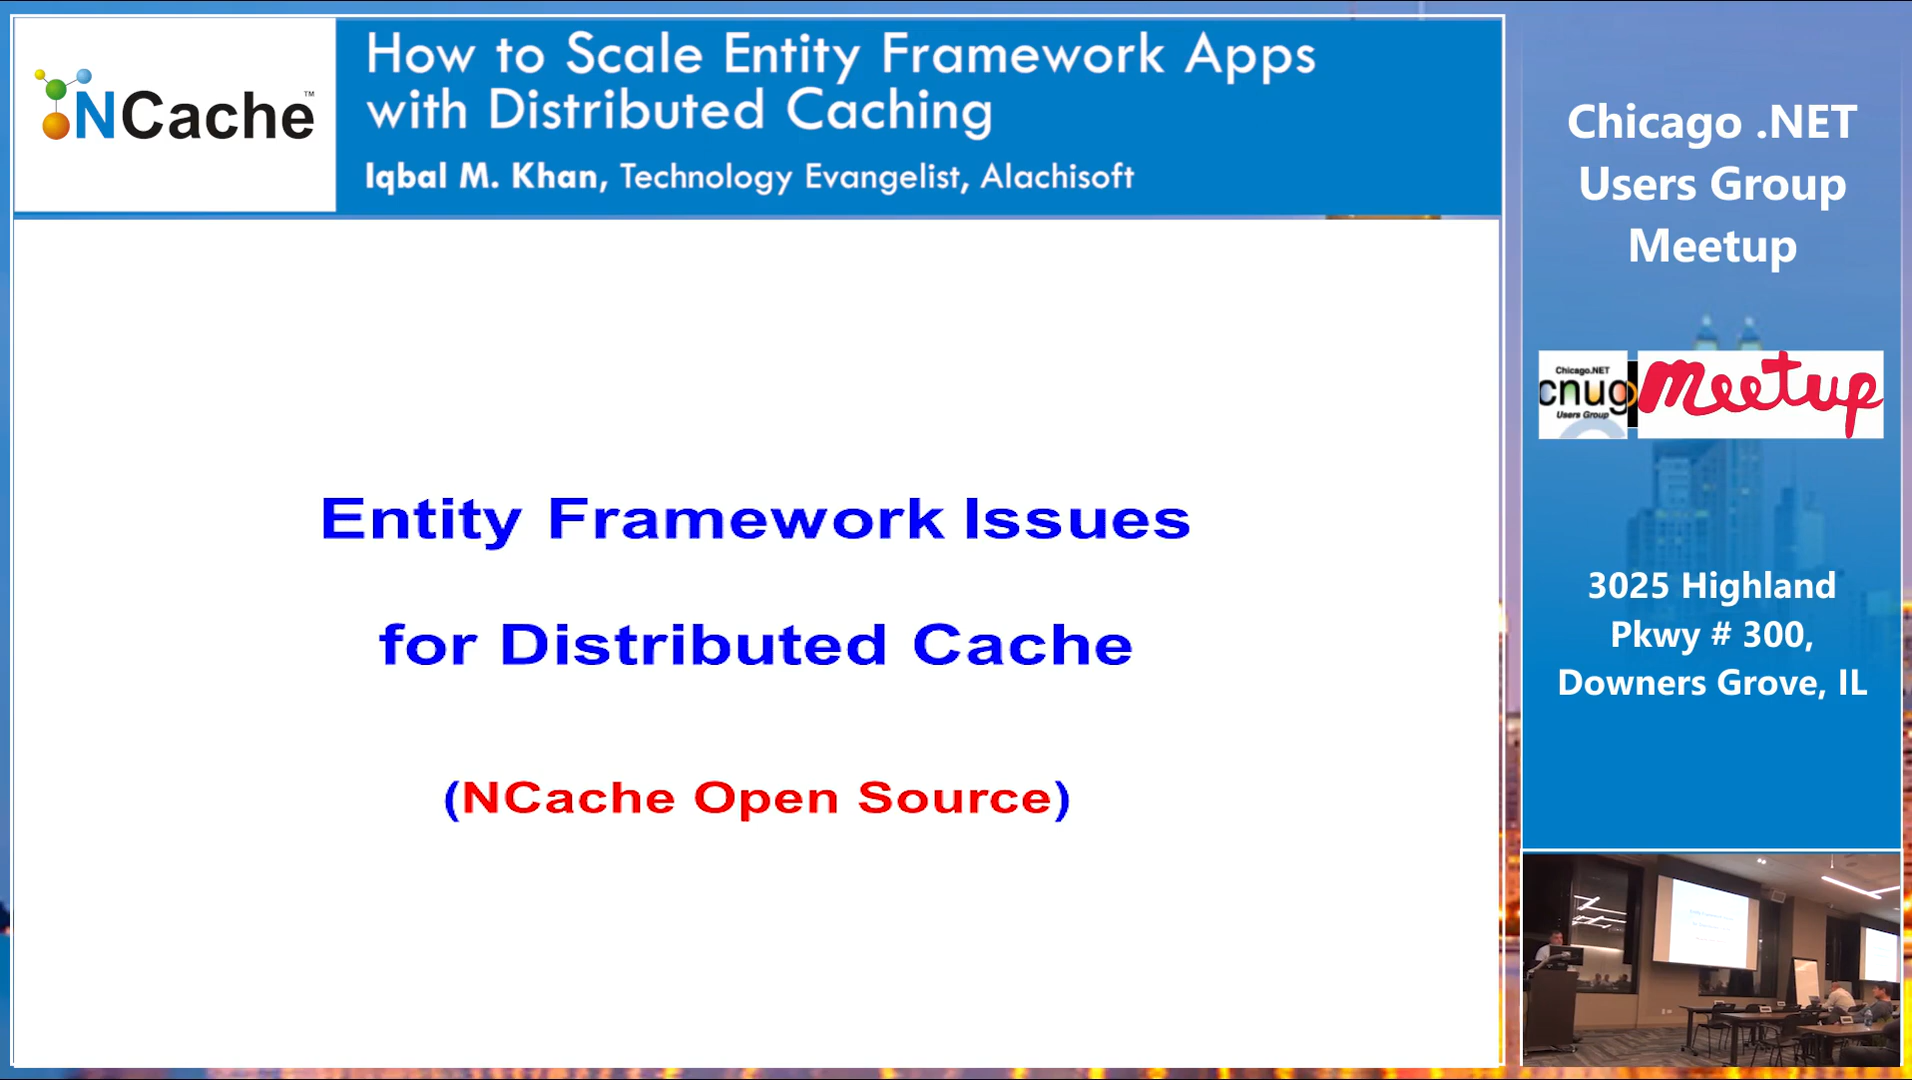 NCache™
How to Scale Entity Framework Apps
with Distributed Caching
Iqbal M. Khan, Technology Evangelist, Alachisoft
Entity Framework Issues
for Distributed Cache
(NCache Open Source)
Chicago .NET
Users Group
Meetup
Chicago.NET
cnug
Users Group
meetup
3025 Highland
Pkwy # 300,
Downers Grove, IL